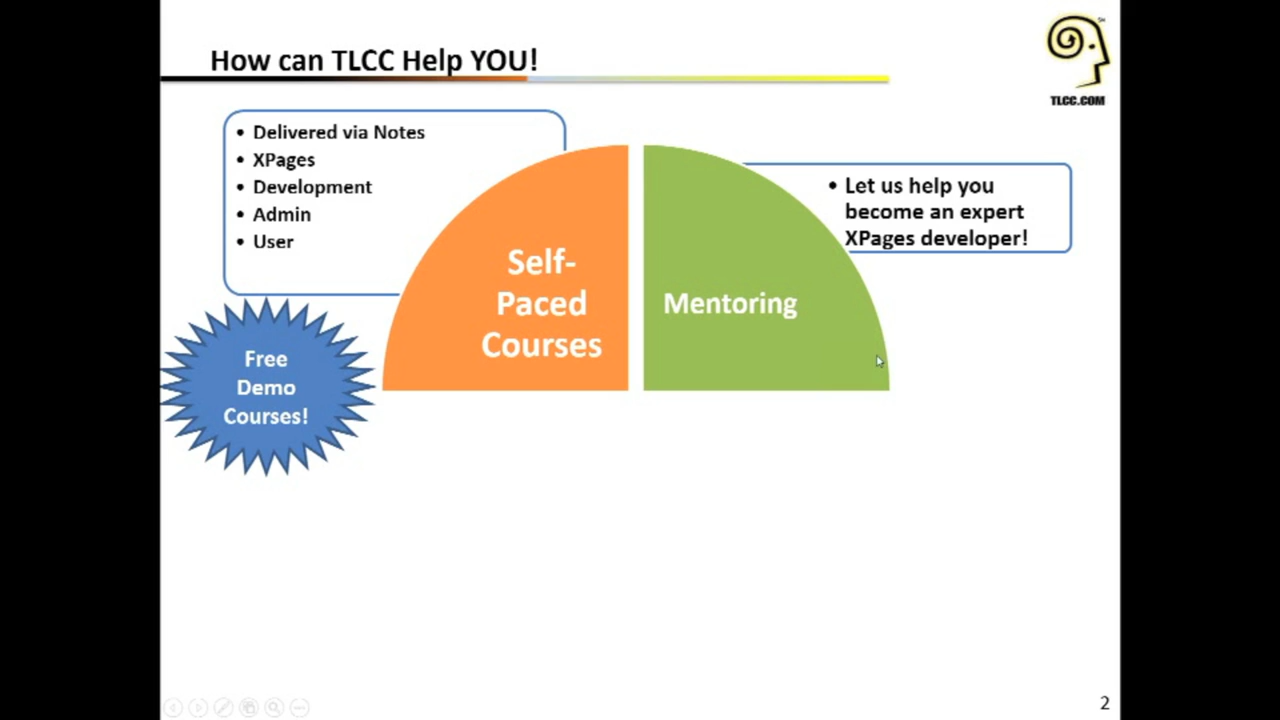 How can TLCC Help YOU!
TLCC.COM
• Delivered via Notes
• XPages
• Development
• Admin
• User
• Let us help you
become an expert
XPages developer!
Self-
Paced
Courses
Mentoring
Free
Demo
Courses!
2